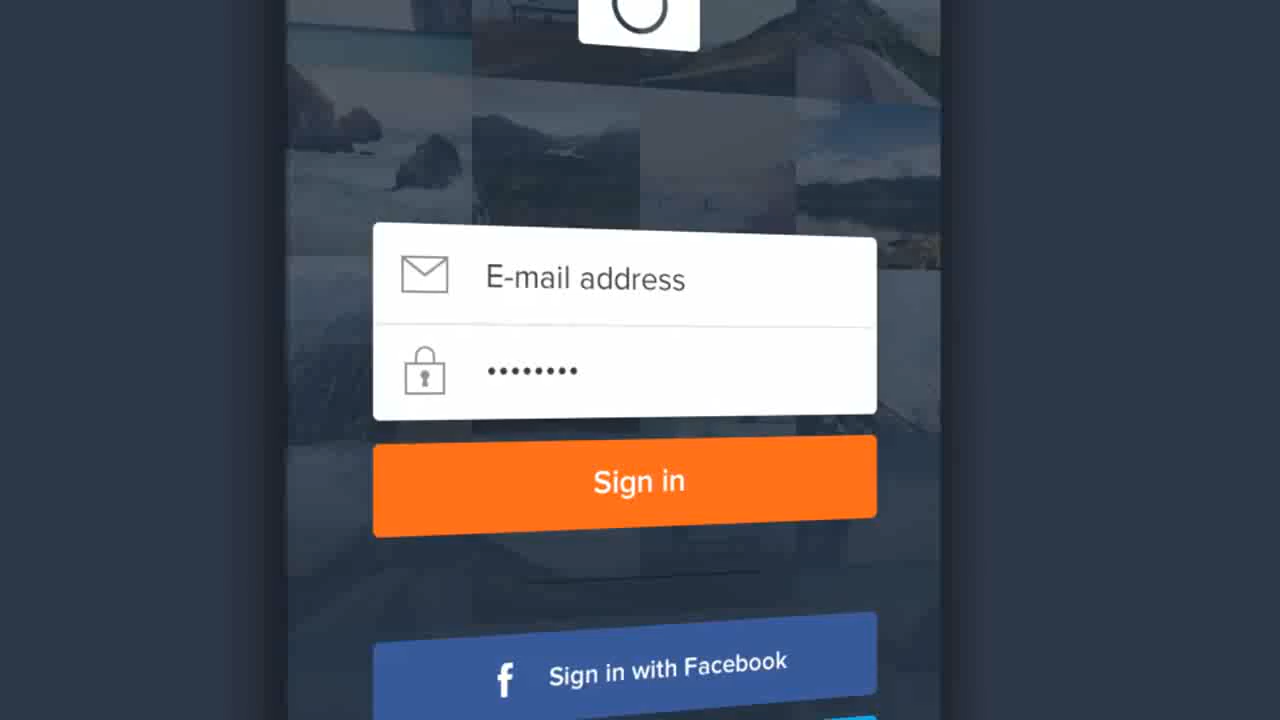 E-mail address
••••••••
Sign in
f Sign in with Facebook